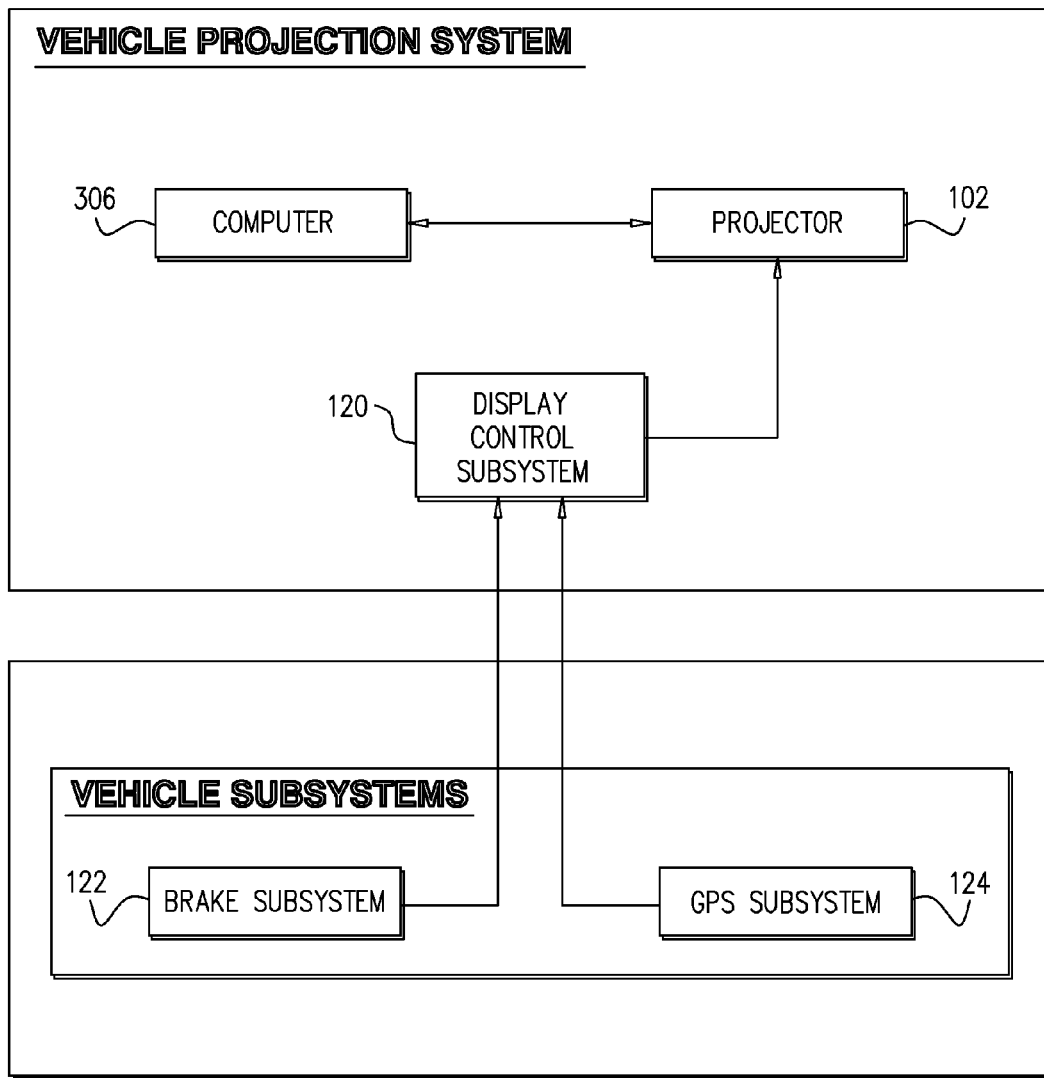 VEHICLE PROJECTION SYSTEM
306
COMPUTER
PROJECTOR
102
120
DISPLAY
CONTROL
SUBSYSTEM
VEHICLE SUBSYSTEMS
122
BRAKE SUBSYSTEM
GPS SUBSYSTEM
124